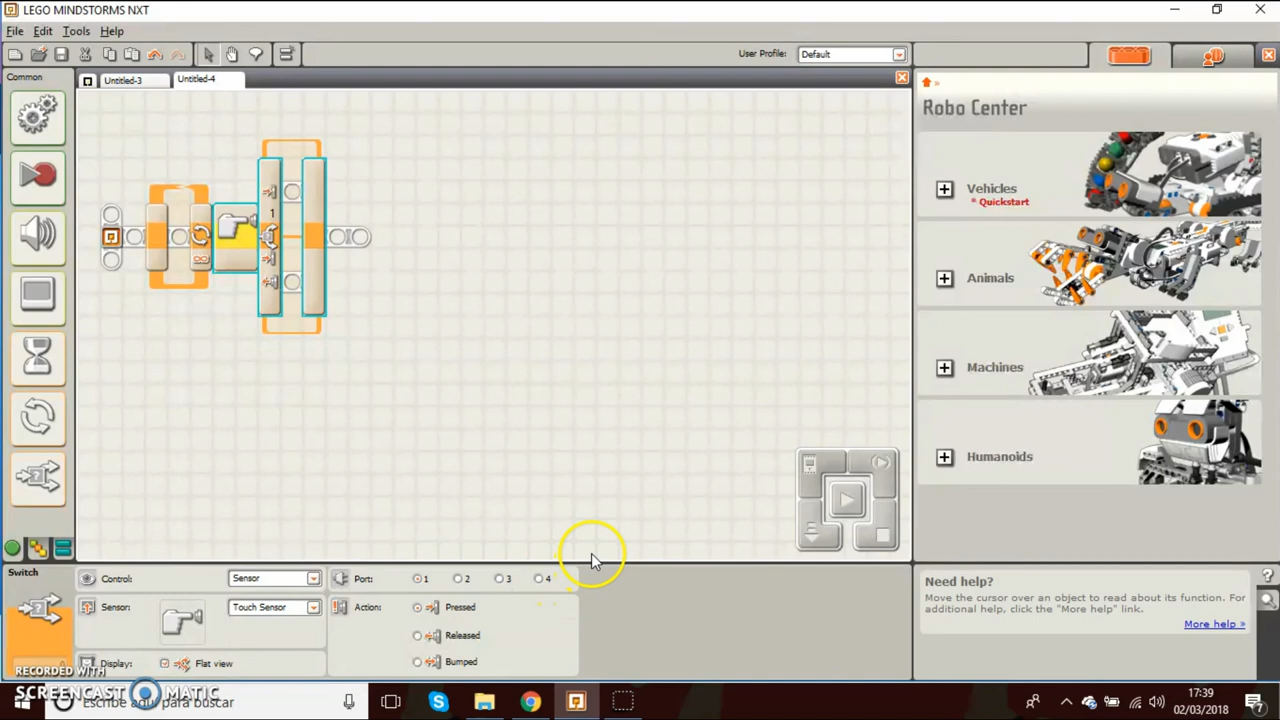 LEGO MINDSTORMS NXT
File Edit Tools Help
User Profile: Default
Common
Untitled-3 Untitled-4
Robo Center
Vehicles
* Quickstart
Animals
Machines
Humanoids
1
Switch
Control: Sensor
Port: 1 2 3 4
Sensor: Touch Sensor
Action: Pressed
Released
Display: Flat view
Bumped
Need help?
Move the cursor over an object to read about its function. For
additional help, click the "More help" link.
More help »
RECORDED WITH
SCREENCAST MATIC
Escribe aquí para buscar
17:39
02/03/2018
7